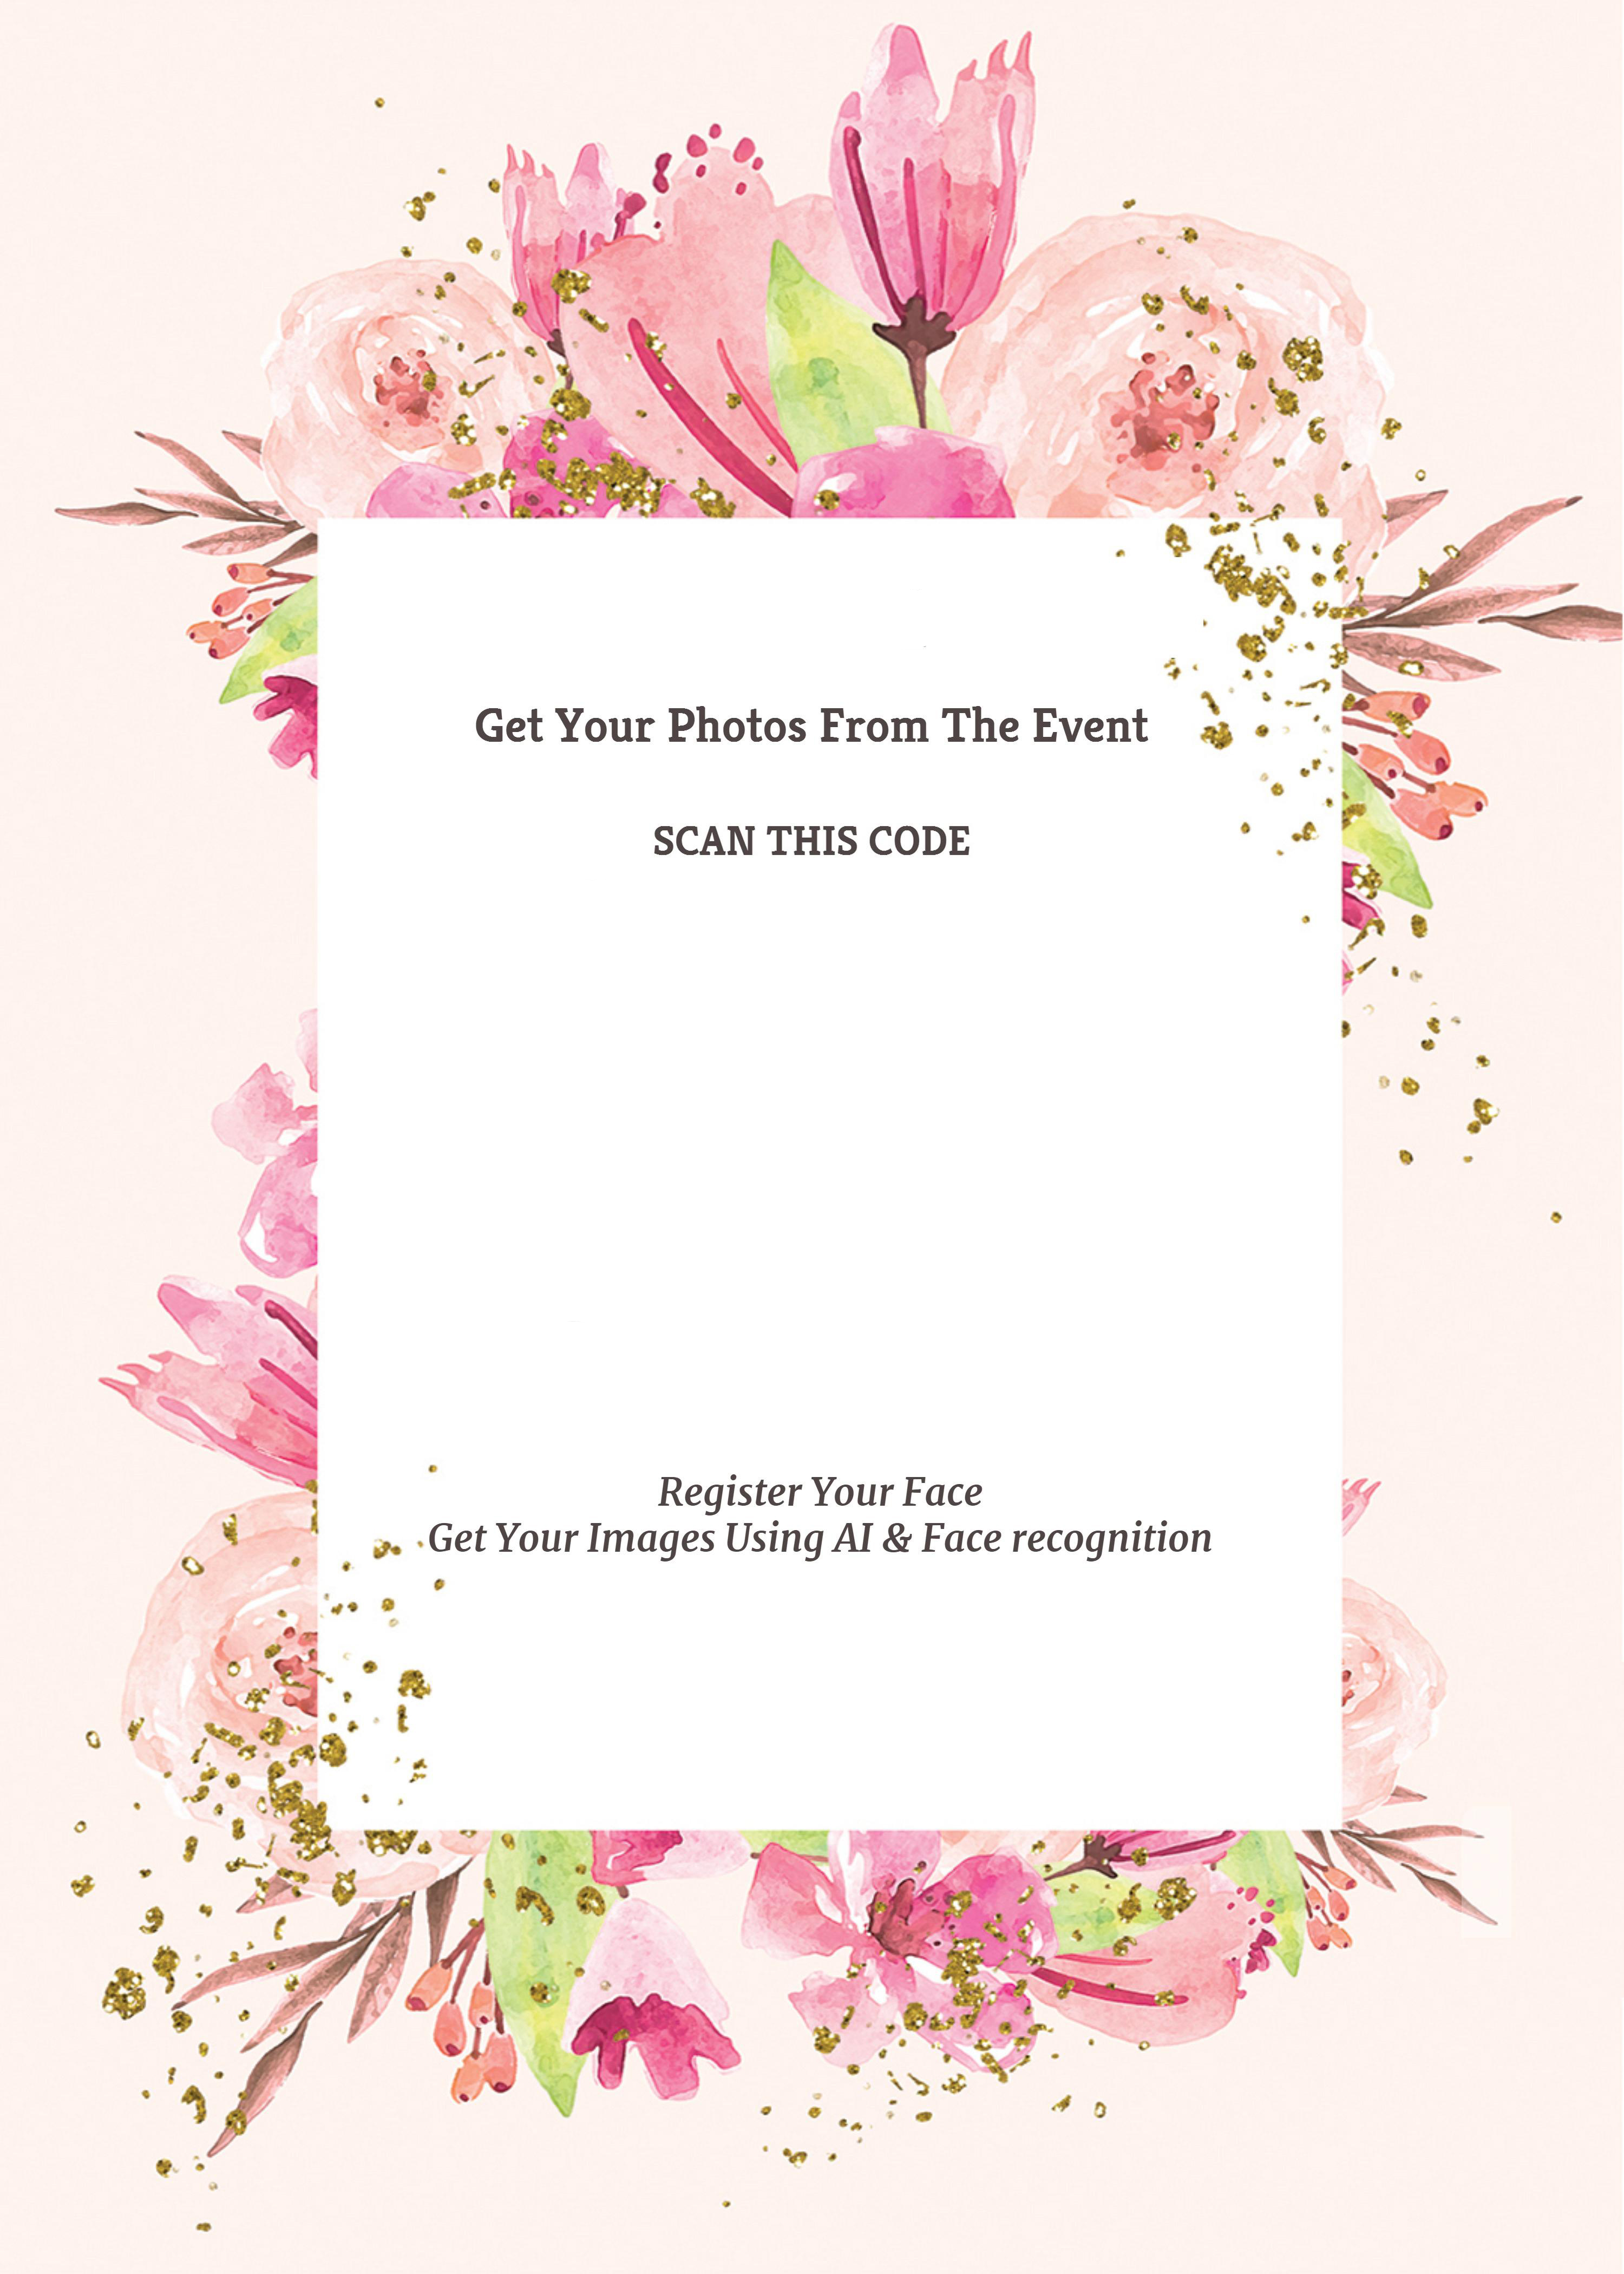 Get Your Photos From The Event
SCAN THIS CODE
Register Your Face
Get Your Images Using AI & Face recognition